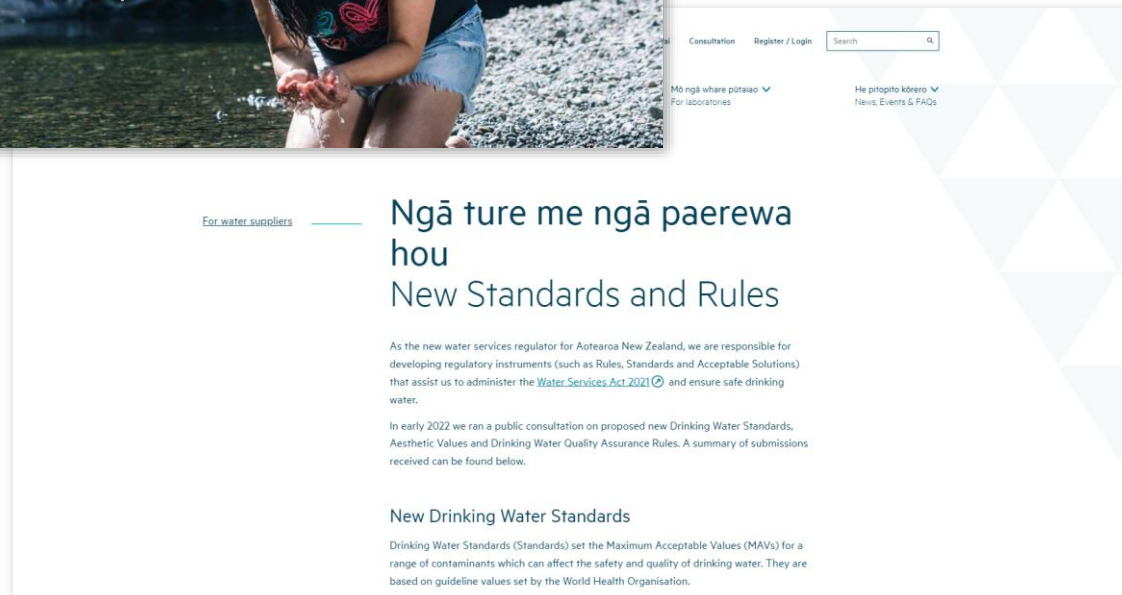 Consultation Register / Login Search
Mō ngā whare pūtaiao
For laboratories
He pitopito kōrero
News, Events & FAQs
For water suppliers
Ngā ture me ngā paerewa
hou
New Standards and Rules
As the new water services regulator for Aotearoa New Zealand, we are responsible for
developing regulatory instruments (such as Rules, Standards and Acceptable Solutions)
that assist us to administer the Water Services Act 2021 and ensure safe drinking
water.
In early 2022 we ran a public consultation on proposed new Drinking Water Standards,
Aesthetic Values and Drinking Water Quality Assurance Rules. A summary of submissions
received can be found below.
New Drinking Water Standards
Drinking Water Standards (Standards) set the Maximum Acceptable Values (MAVs) for a
range of contaminants which can affect the safety and quality of drinking water. They are
based on guideline values set by the World Health Organisation.